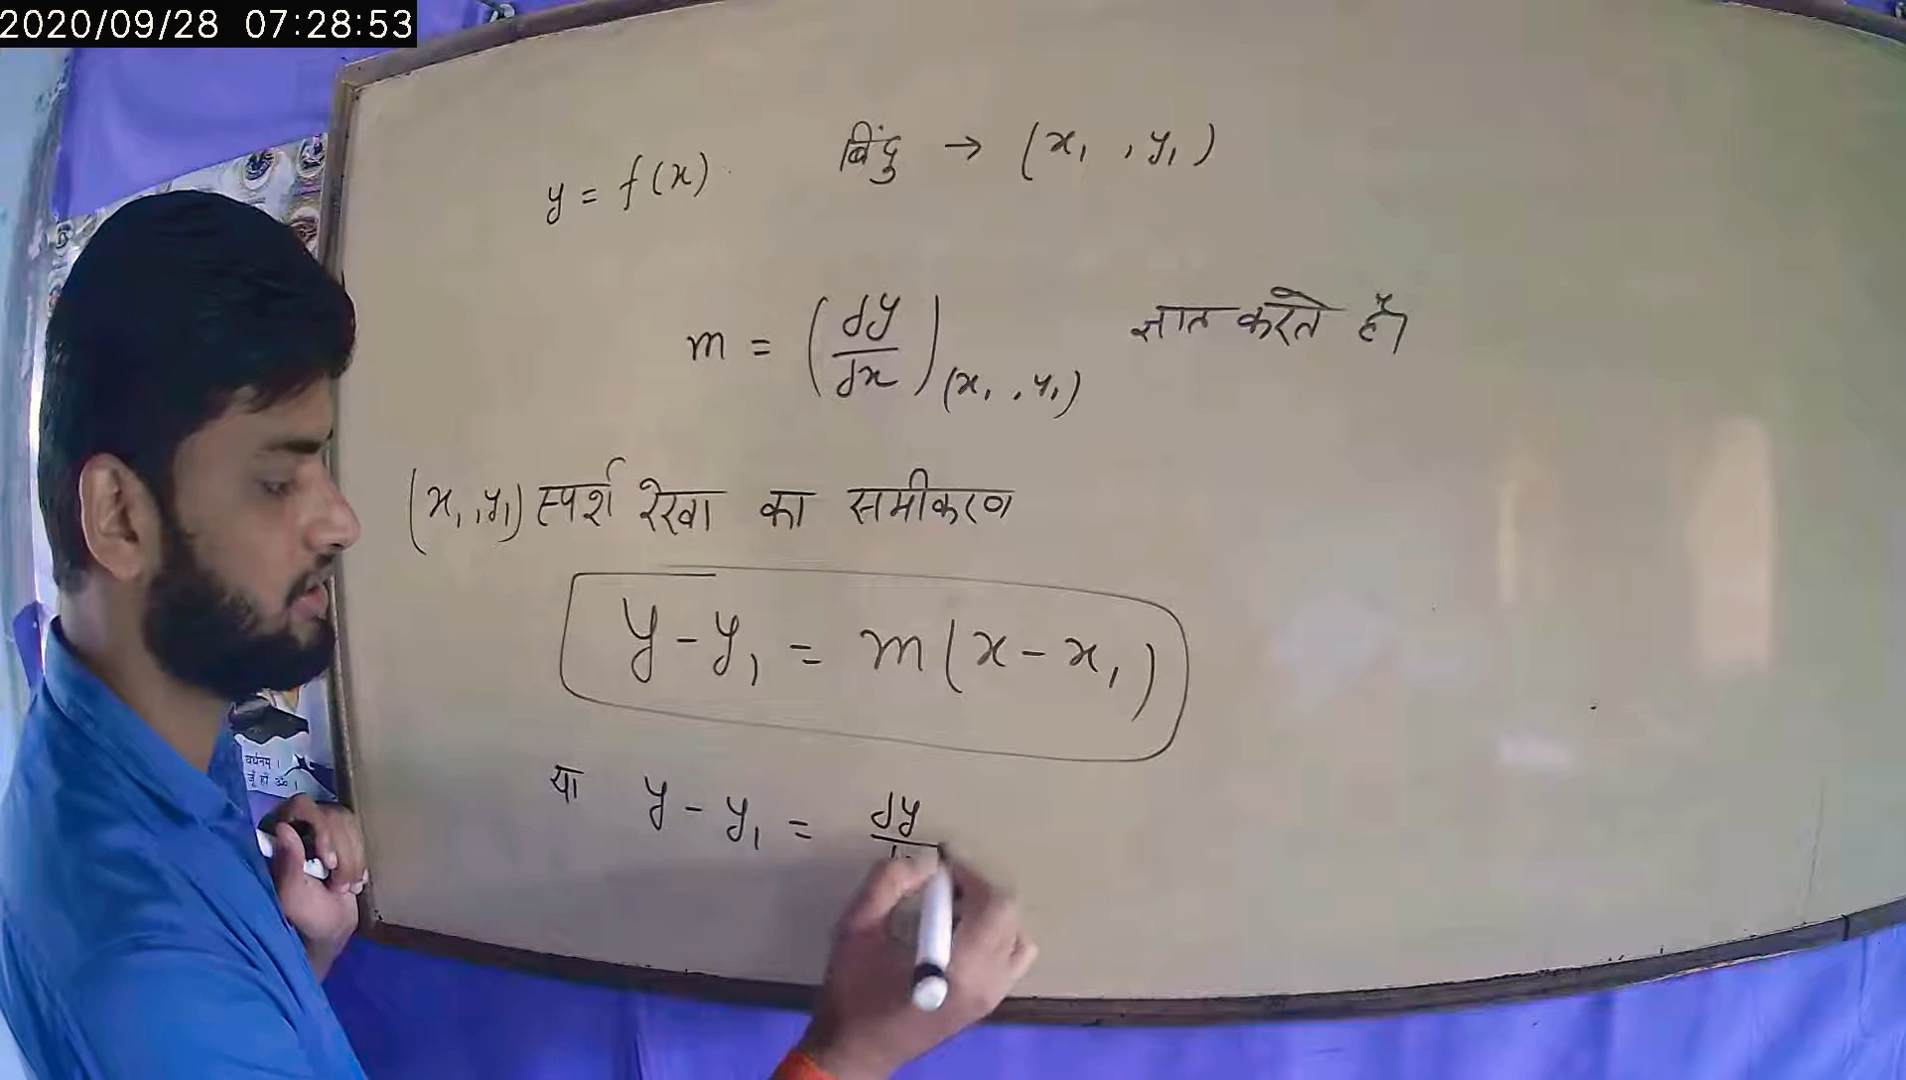 2020/09/28 07:28:53
y = f(x) बिंदु → (x₁ , y₁)
m = (dy/dx)(x₁ , y₁) ज्ञात करते हैं
(x₁ , y₁) स्पर्श रेखा का समीकरण
y - y₁ = m(x - x₁)
या y - y₁ = dy